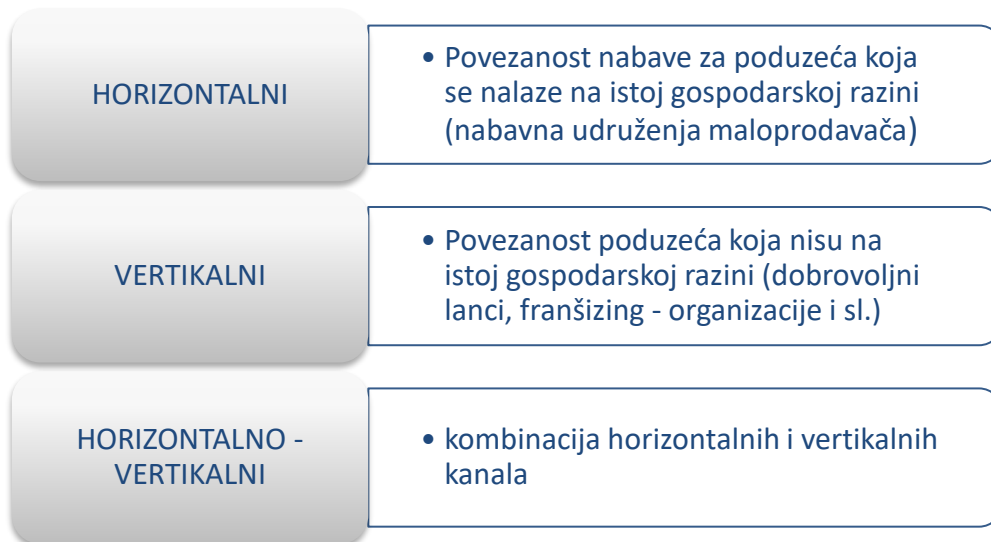 HORIZONTALNI
• Povezanost nabave za poduzeća koja
se nalaze na istoj gospodarskoj razini
(nabavna udruženja maloprodavača)
VERTIKALNI
• Povezanost poduzeća koja nisu na
istoj gospodarskoj razini (dobrovoljni
lanci, franšizing - organizacije i sl.)
HORIZONTALNO -
VERTIKALNI
• kombinacija horizontalnih i vertikalnih
kanala